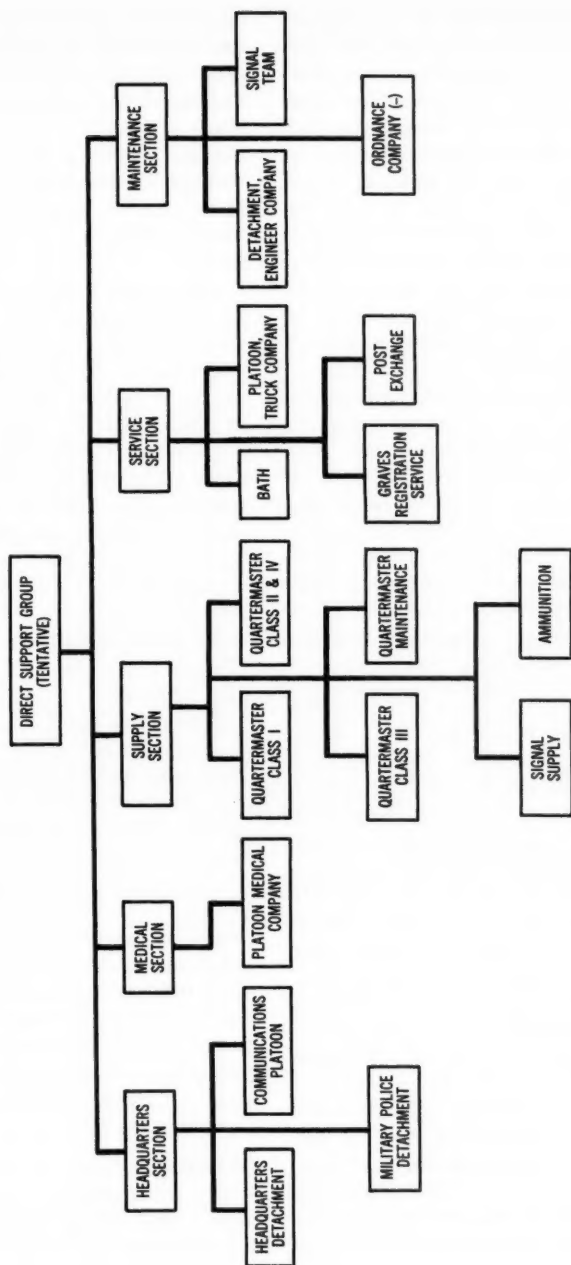 DIRECT SUPPORT GROUP
(TENTATIVE)
HEADQUARTERS
SECTION
MEDICAL
SECTION
SUPPLY
SECTION
SERVICE
SECTION
MAINTENANCE
SECTION
HEADQUARTERS
DETACHMENT
COMMUNICATIONS
PLATOON
MILITARY POLICE
DETACHMENT
PLATOON MEDICAL
COMPANY
QUARTERMASTER
CLASS I
QUARTERMASTER
CLASS II & IV
QUARTERMASTER
CLASS III
QUARTERMASTER
MAINTENANCE
SIGNAL
SUPPLY
AMMUNITION
BATH
PLATOON,
TRUCK COMPANY
GRAVES
REGISTRATION
SERVICE
POST
EXCHANGE
DETACHMENT,
ENGINEER COMPANY
SIGNAL
TEAM
ORDNANCE
COMPANY (–)